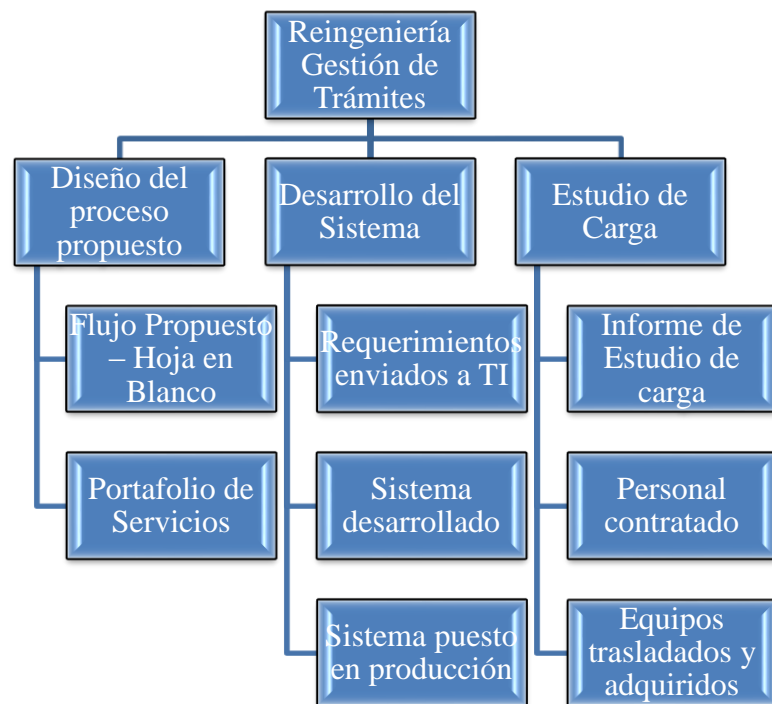 Reingeniería
Gestión de
Trámites
Diseño del
proceso
propuesto
Desarrollo del
Sistema
Estudio de
Carga
Flujo Propuesto
– Hoja en
Blanco
Requerimientos
enviados a TI
Informe de
Estudio de
carga
Portafolio de
Servicios
Sistema
desarrollado
Personal
contratado
Sistema puesto
en producción
Equipos
trasladados y
adquiridos